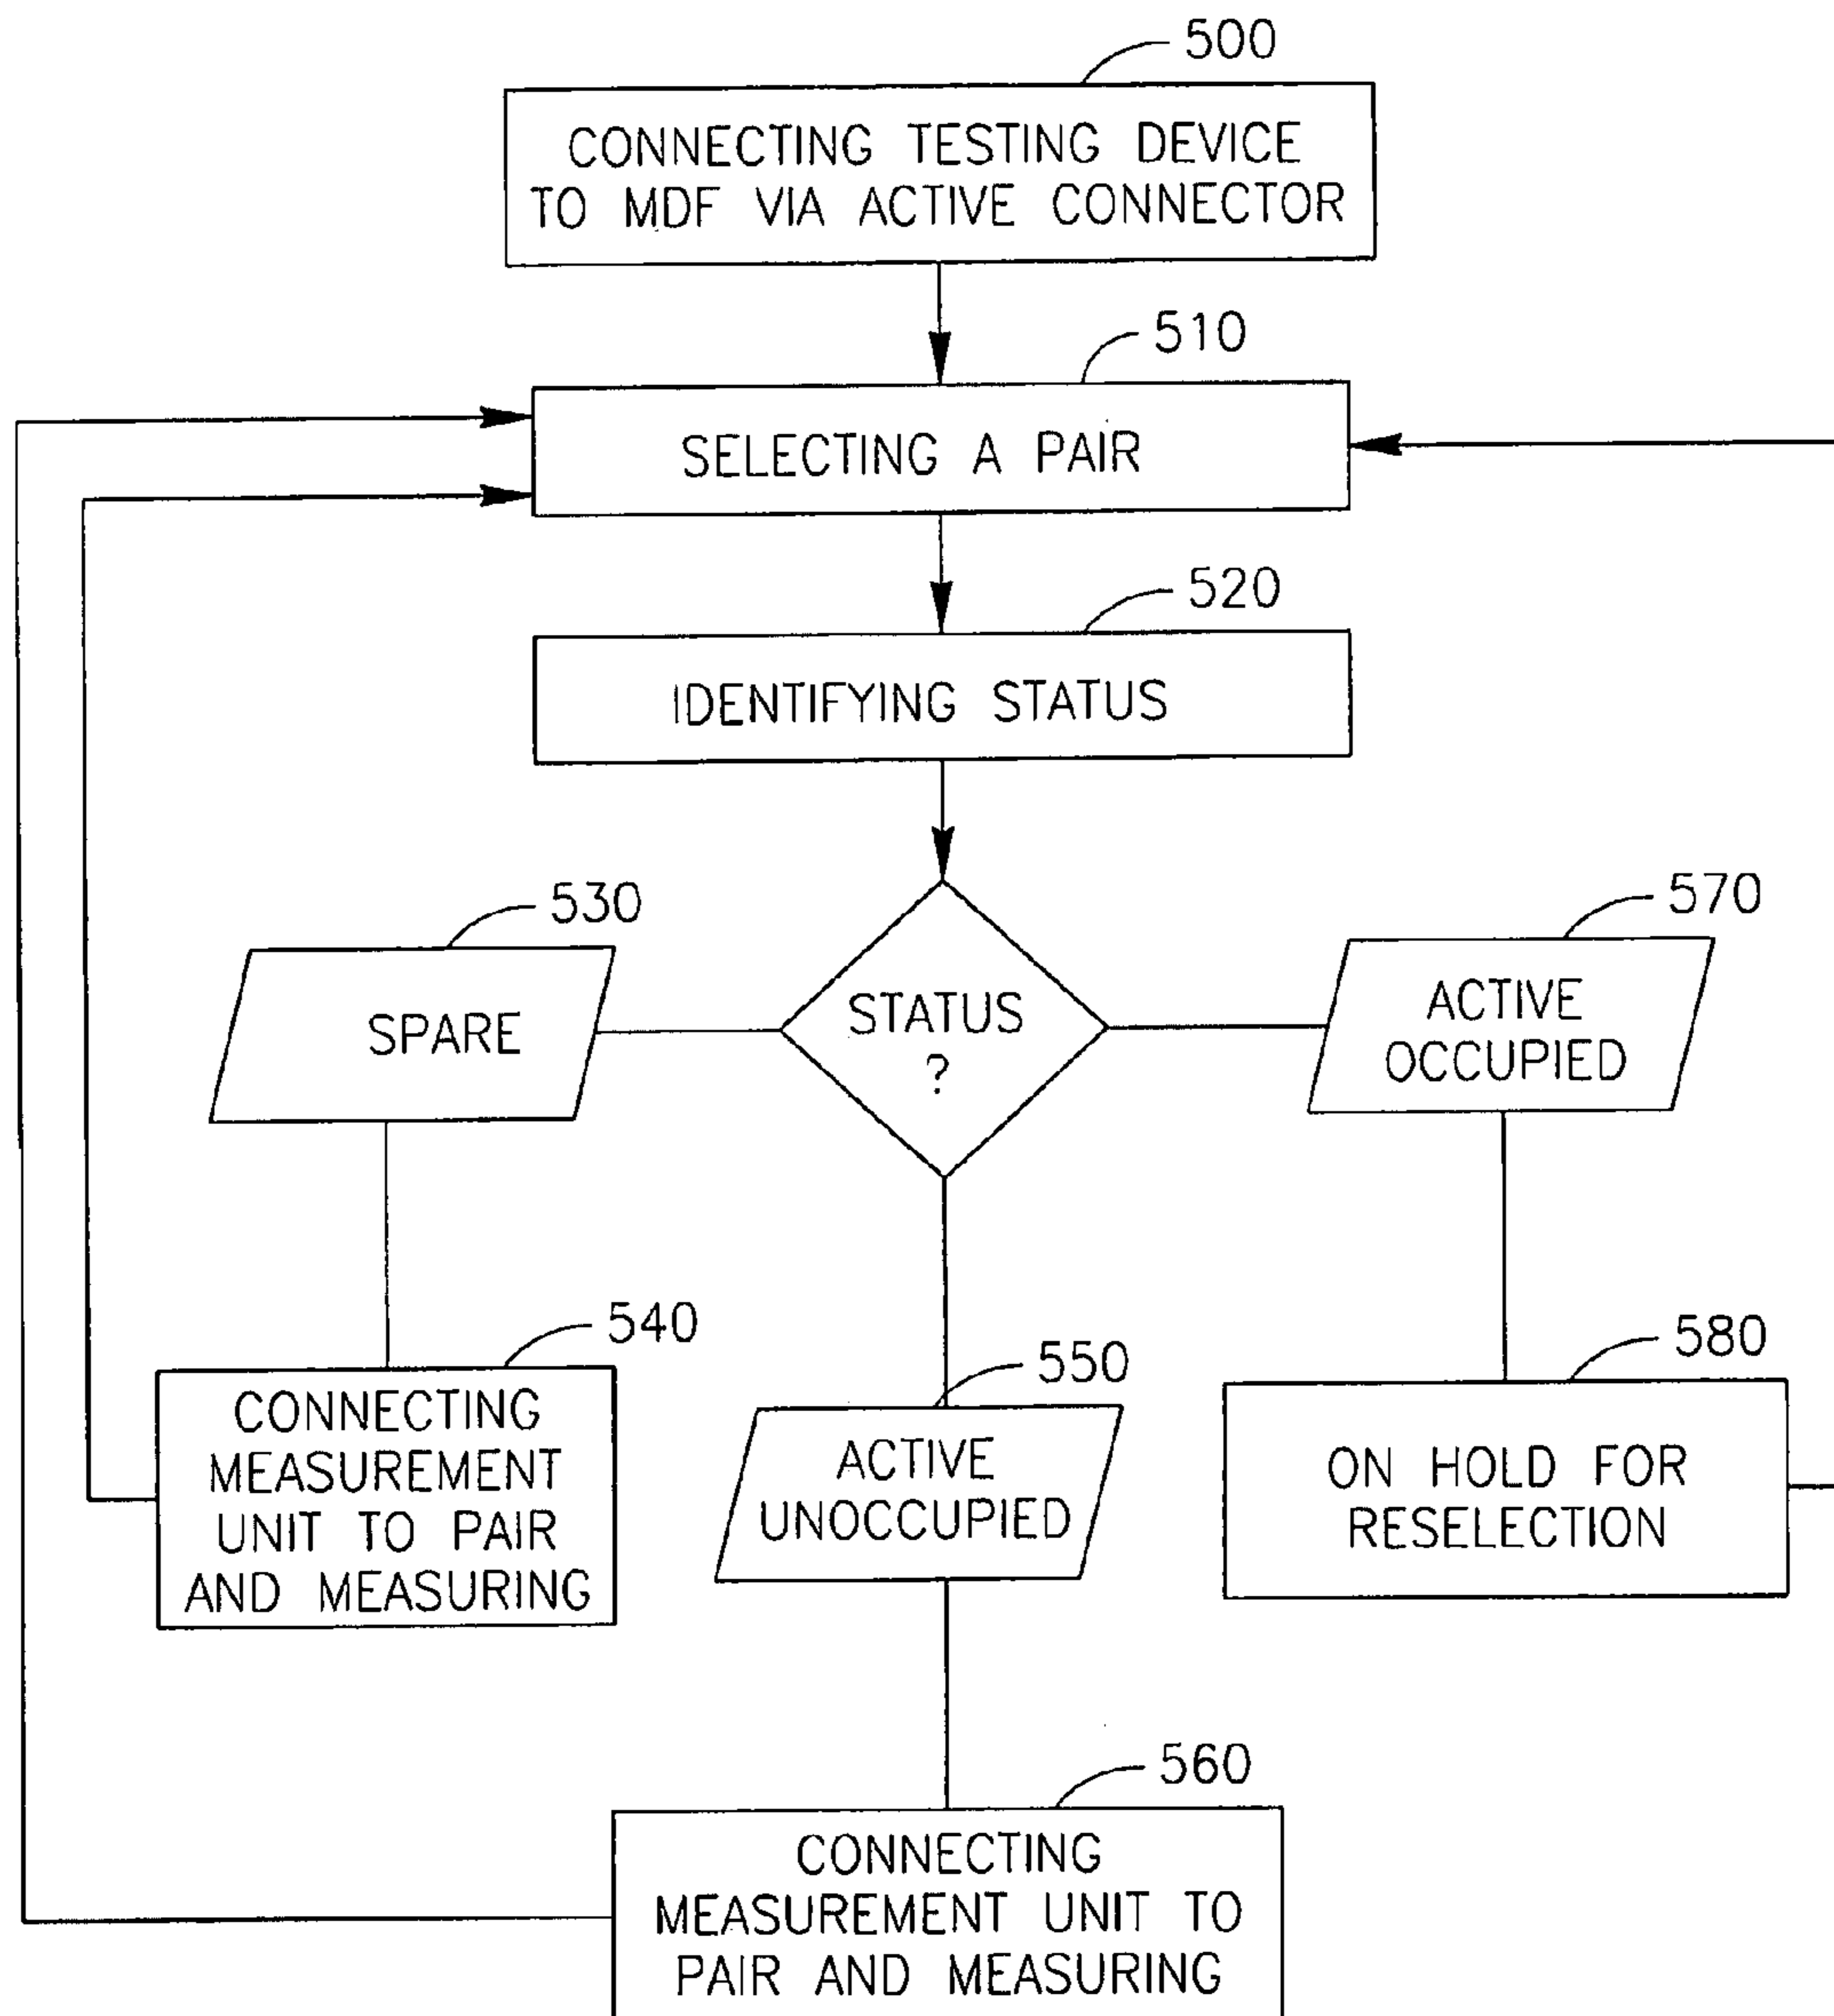 500
CONNECTING TESTING DEVICE
TO MDF VIA ACTIVE CONNECTOR
510
SELECTING A PAIR
520
IDENTIFYING STATUS
530
SPARE
STATUS
?
570
ACTIVE
OCCUPIED
540
CONNECTING
MEASUREMENT
UNIT TO PAIR
AND MEASURING
550
ACTIVE
UNOCCUPIED
580
ON HOLD FOR
RESELECTION
560
CONNECTING
MEASUREMENT UNIT TO
PAIR AND MEASURING